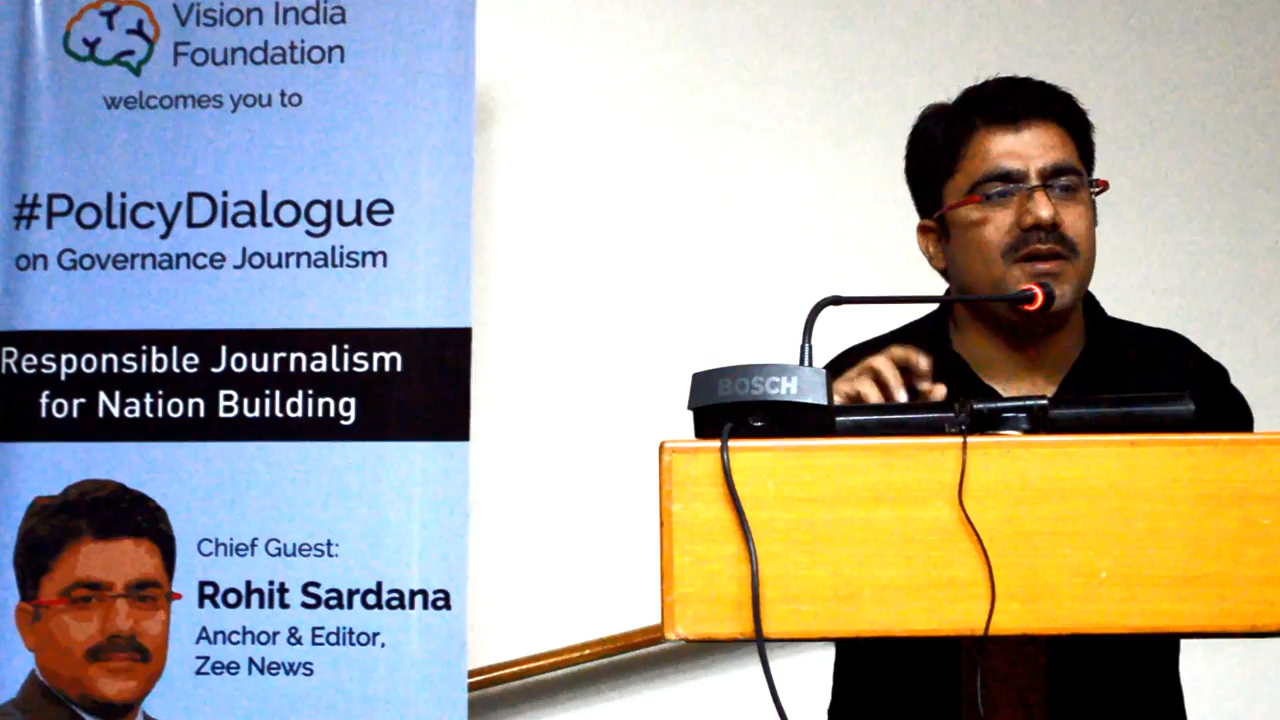 Vision India
Foundation
welcomes you to
#PolicyDialogue
on Governance Journalism
Responsible Journalism
for Nation Building
Chief Guest:
Rohit Sardana
Anchor & Editor,
Zee News
BOSCH